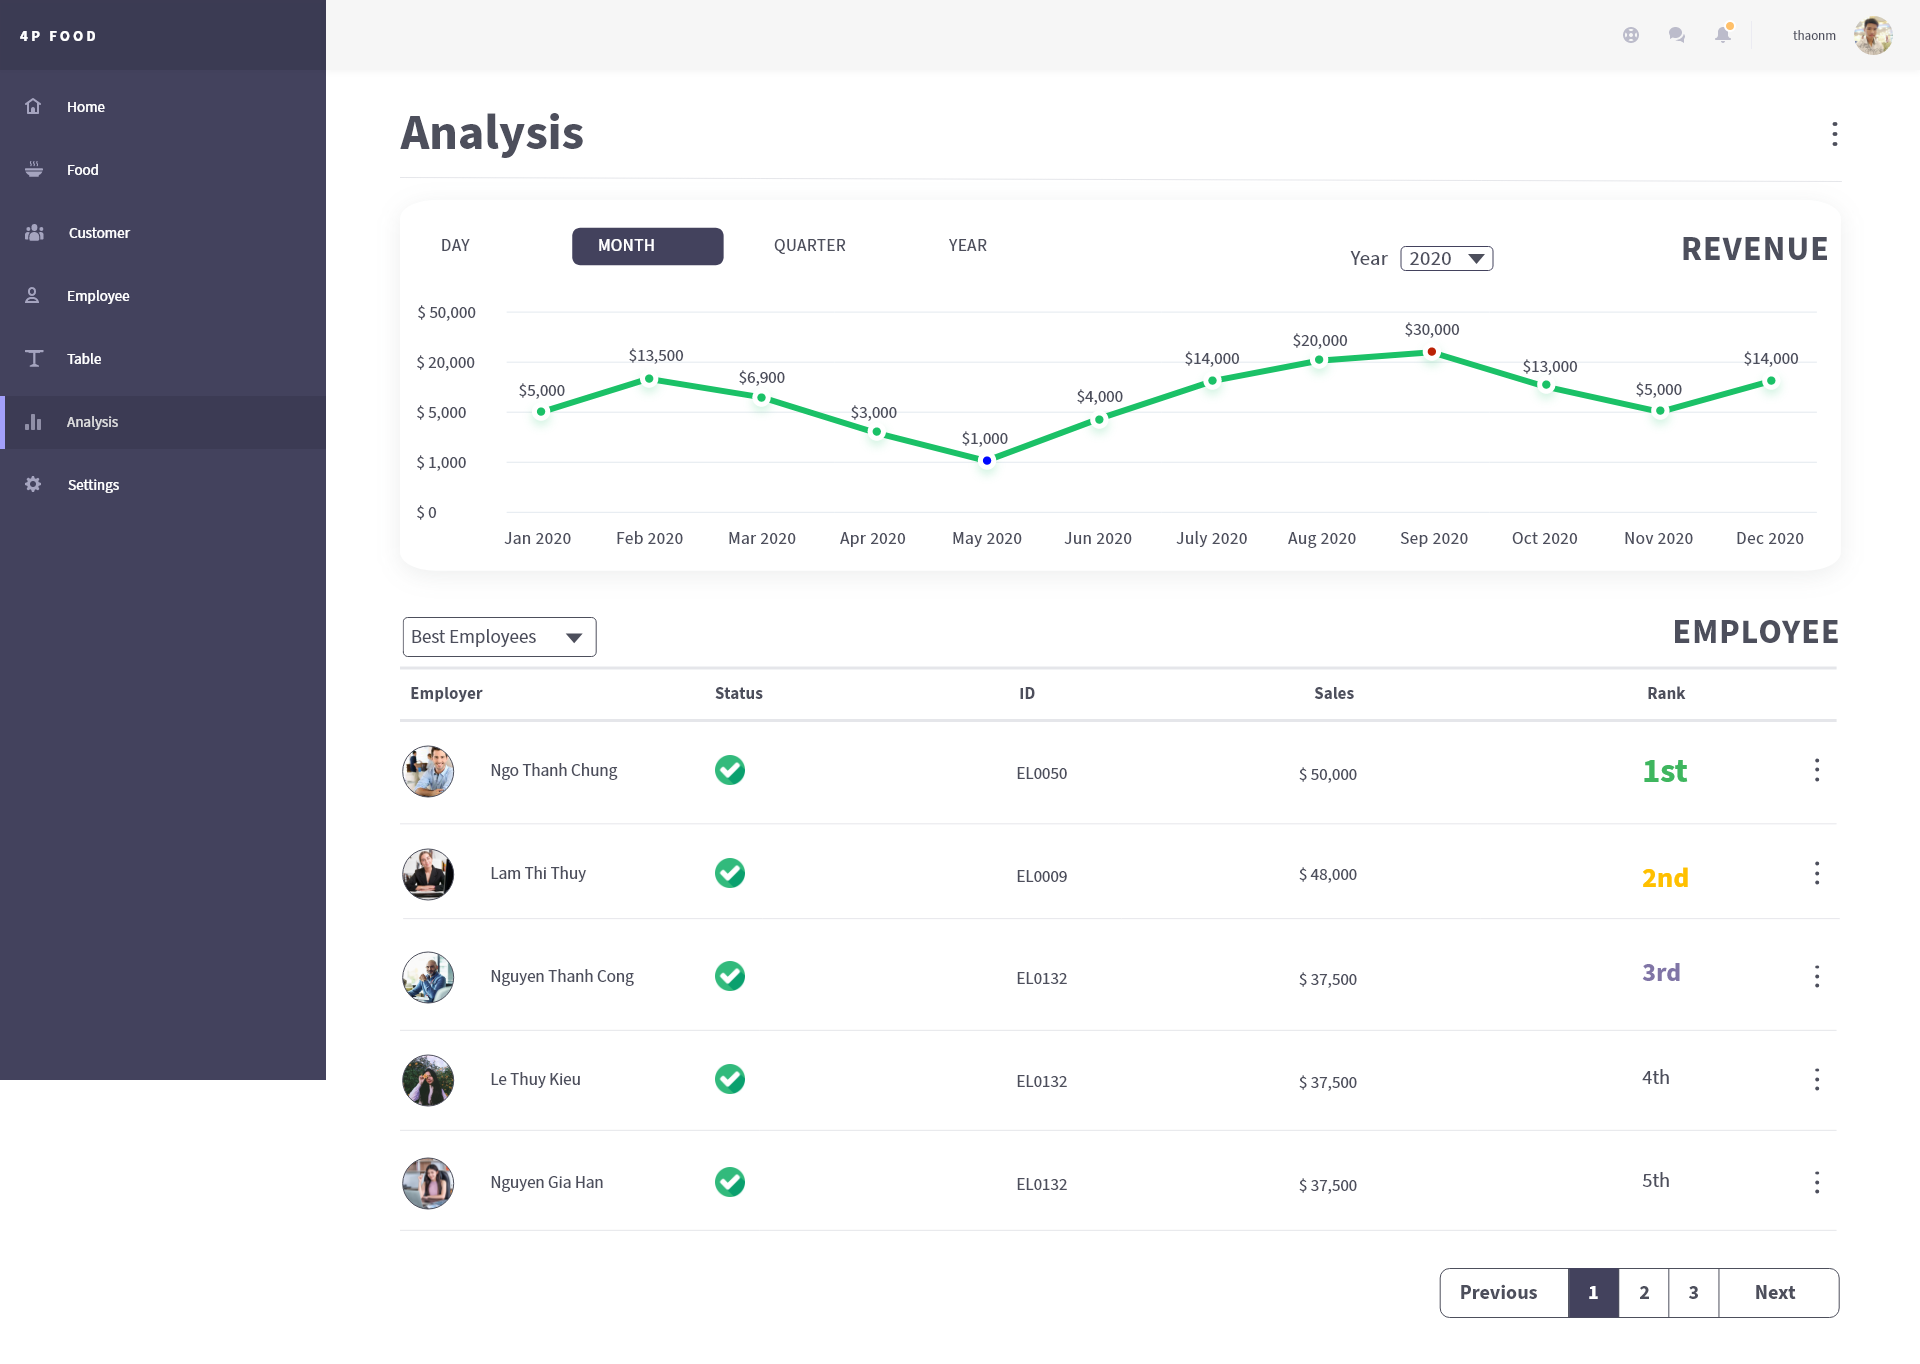 4P FOOD
thaonm
Home
Food
Customer
Employee
Table
Analysis
Settings
Analysis
DAY MONTH QUARTER YEAR
Year 2020
REVENUE
$ 50,000
$ 20,000
$ 5,000
$ 1,000
$ 0
$5,000 $13,500 $6,900 $3,000 $1,000 $4,000 $14,000 $20,000 $30,000 $13,000 $5,000 $14,000
Jan 2020 Feb 2020 Mar 2020 Apr 2020 May 2020 Jun 2020 July 2020 Aug 2020 Sep 2020 Oct 2020 Nov 2020 Dec 2020
Best Employees
EMPLOYEE
Employer Status ID Sales Rank
Ngo Thanh Chung EL0050 $ 50,000 1st
Lam Thi Thuy EL0009 $ 48,000 2nd
Nguyen Thanh Cong EL0132 $ 37,500 3rd
Le Thuy Kieu EL0132 $ 37,500 4th
Nguyen Gia Han EL0132 $ 37,500 5th
Previous 1 2 3 Next